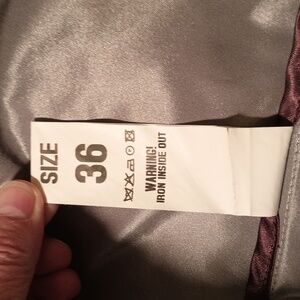 SIZE
36
WARNING!
IRON INSIDE OUT